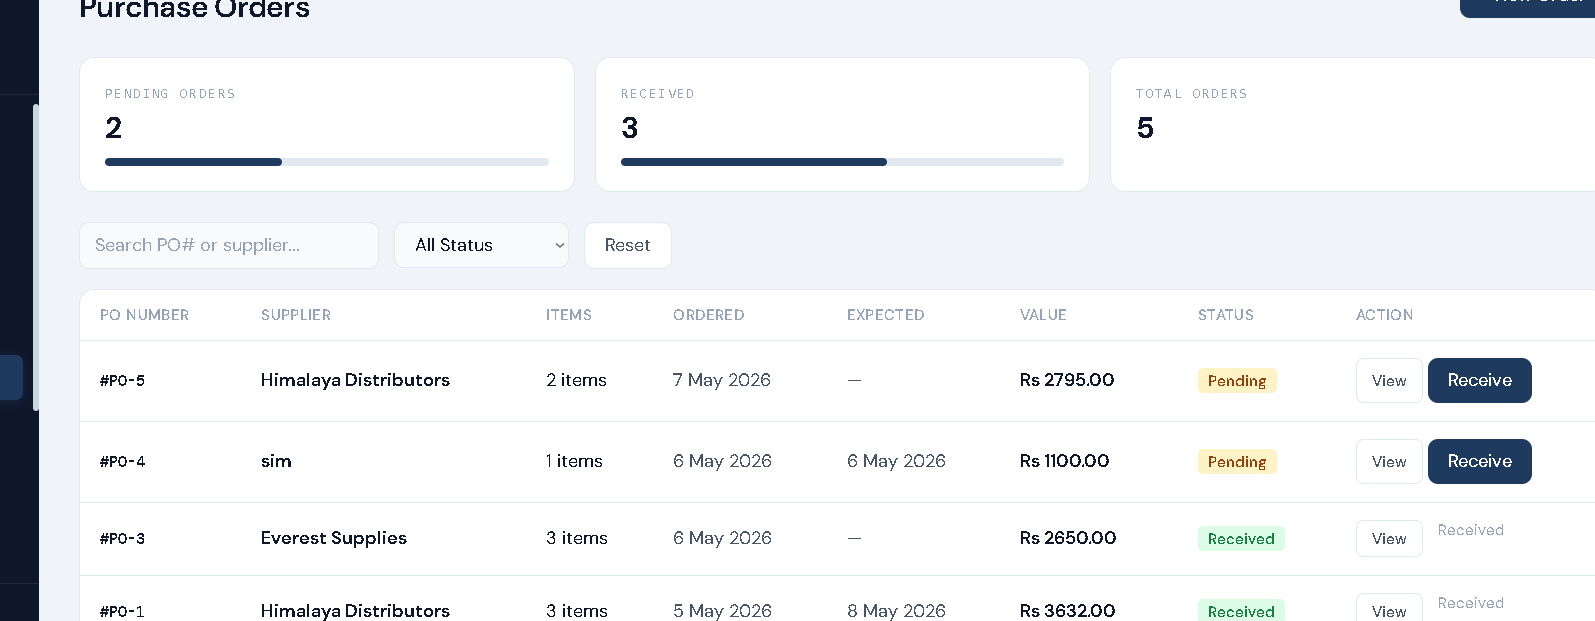 Purchase Orders
PENDING ORDERS
2
RECEIVED
3
TOTAL ORDERS
5
Search PO# or supplier...
All Status
Reset
PO NUMBER SUPPLIER ITEMS ORDERED EXPECTED VALUE STATUS ACTION
#PO-5 Himalaya Distributors 2 items 7 May 2026 — Rs 2795.00 Pending View Receive
#PO-4 sim 1 items 6 May 2026 6 May 2026 Rs 1100.00 Pending View Receive
#PO-3 Everest Supplies 3 items 6 May 2026 — Rs 2650.00 Received View Received
#PO-1 Himalaya Distributors 3 items 5 May 2026 8 May 2026 Rs 3632.00 Received View Received